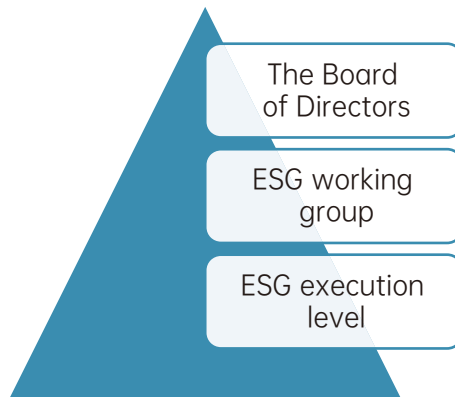 The Board
of Directors
ESG working
group
ESG execution
level